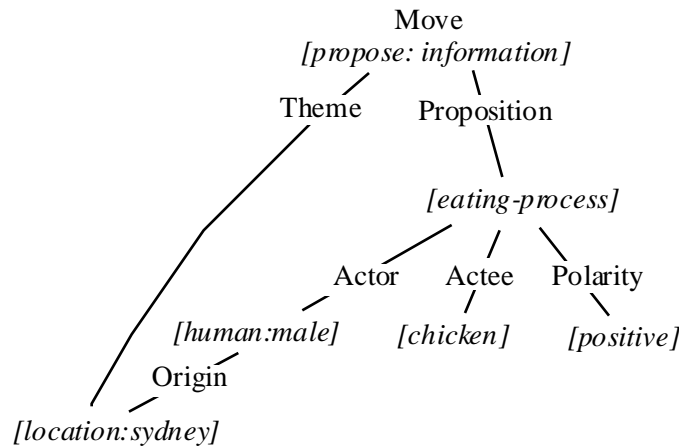 Move
[propose: information]
Theme Proposition
[eating-process]
Actor Actee Polarity
[human:male] [chicken] [positive]
Origin
[location:sydney]